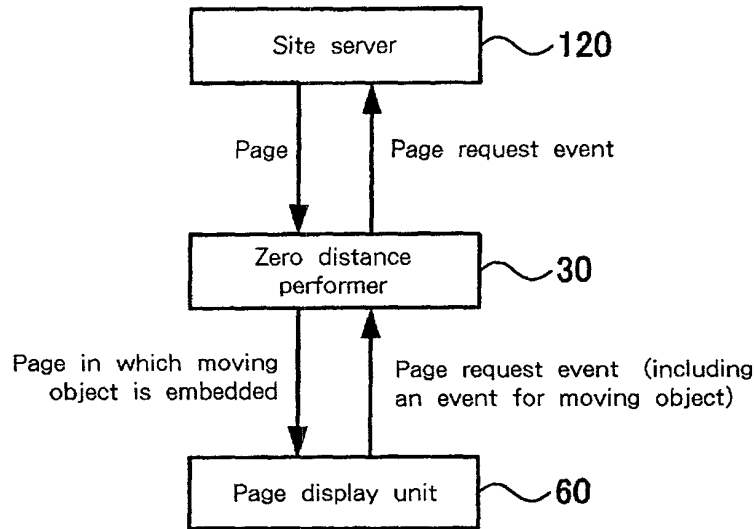 Site server
120
Page
Page request event
Zero distance
performer
30
Page in which moving
object is embedded
Page request event (including
an event for moving object)
Page display unit
60